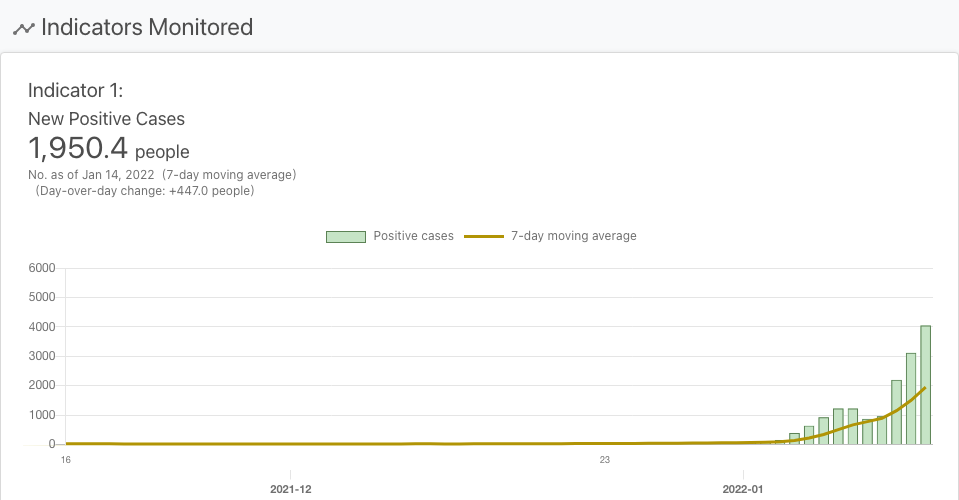 Indicators Monitored
Indicator 1:
New Positive Cases
1,950.4 people
No. as of Jan 14, 2022 (7-day moving average)
(Day-over-day change: +447.0 people)
Positive cases 7-day moving average
6000
5000
4000
3000
2000
1000
0
16 23
2021-12 2022-01